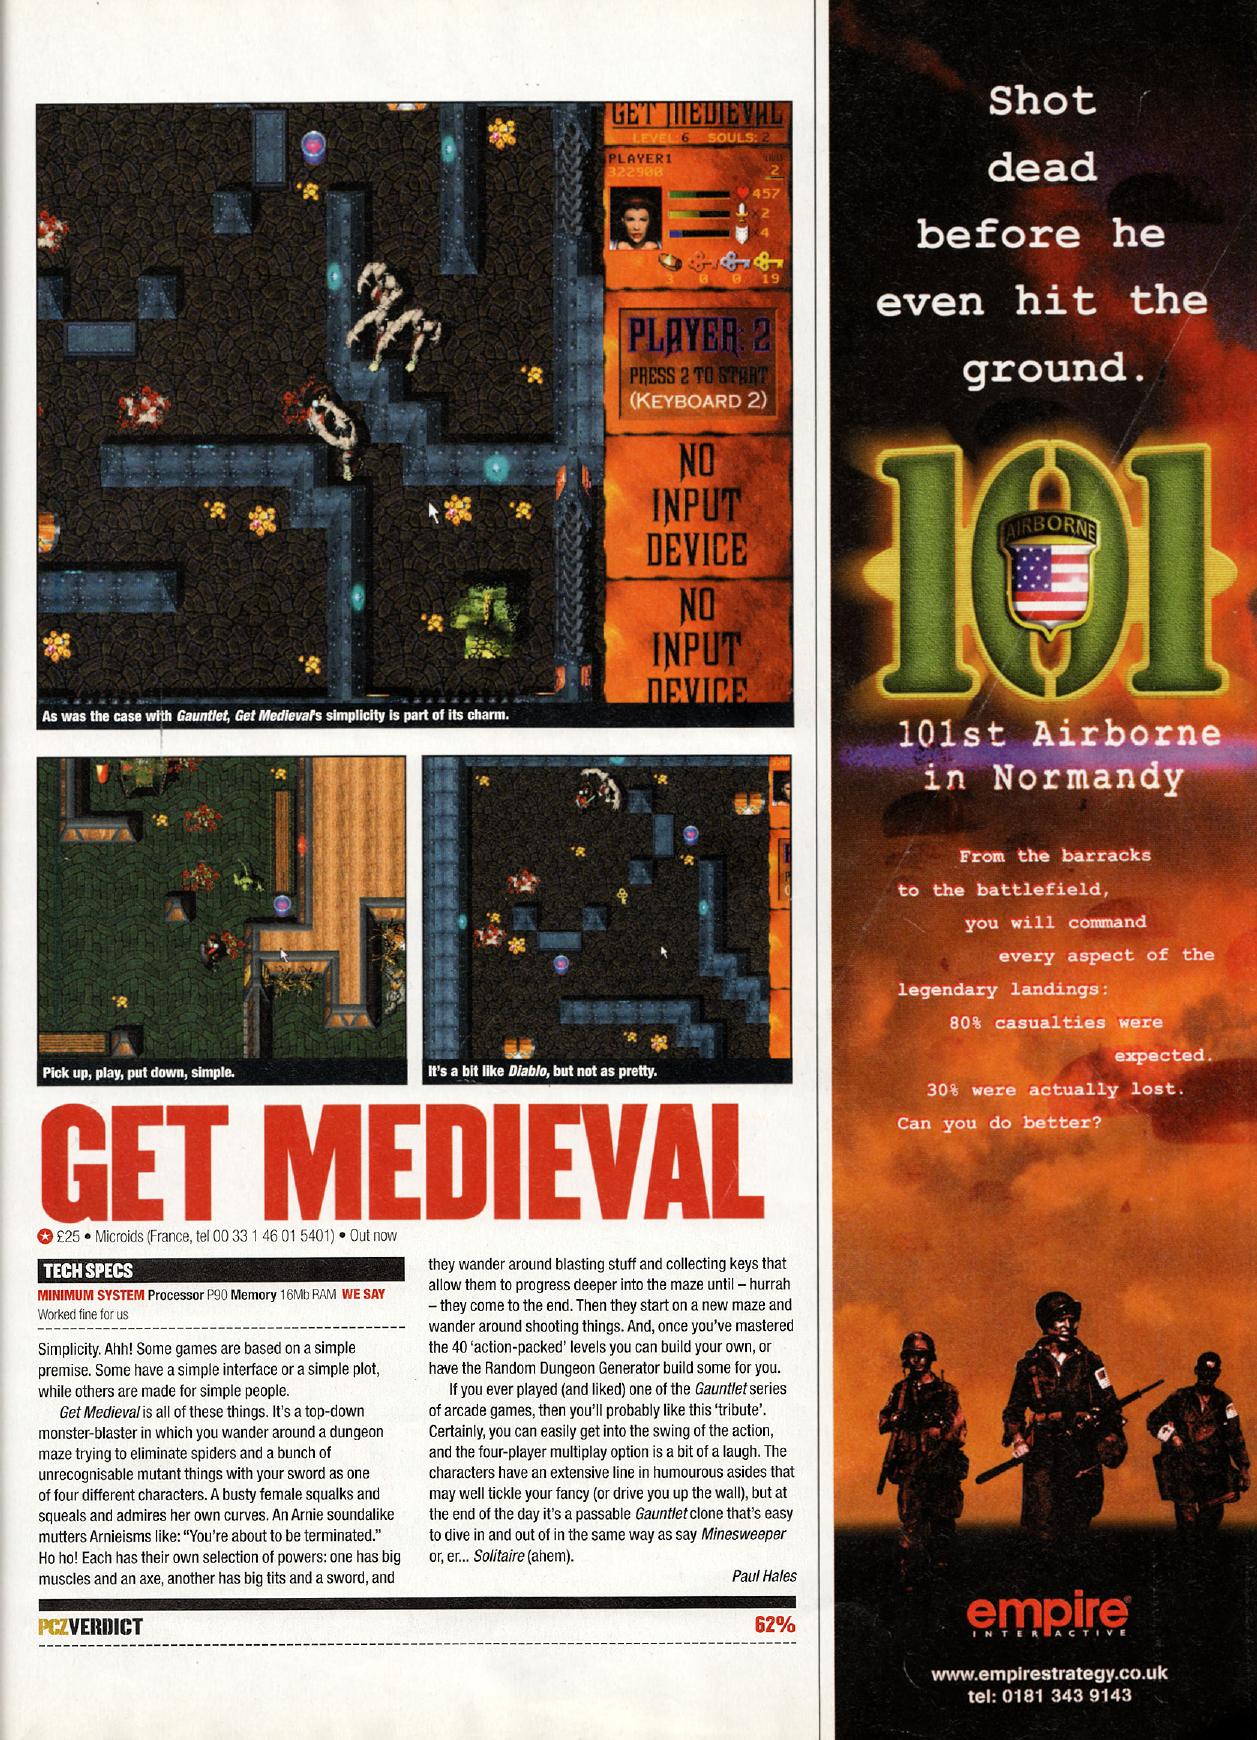 GET MEDIEVAL
LEVEL:6 SOULS:2
PLAYER1
322900
2
457
2
4
3 0 0 19
PLAYER: 2
PRESS 2 TO START
(KEYBOARD 2)
NO
INPUT
DEVICE
NO
INPUT
DEVICE
As was the case with Gauntlet, Get Medieval's simplicity is part of its charm.
Pick up, play, put down, simple.
It's a bit like Diablo, but not as pretty.
GET MEDIEVAL
£25 • Microids (France, tel 00 33 1 46 01 5401) • Out now
TECH SPECS
MINIMUM SYSTEM Processor P90 Memory 16Mb RAM WE SAY
Worked fine for us
Simplicity. Ahh! Some games are based on a simple
premise. Some have a simple interface or a simple plot,
while others are made for simple people.
Get Medieval is all of these things. It's a top-down
monster-blaster in which you wander around a dungeon
maze trying to eliminate spiders and a bunch of
unrecognisable mutant things with your sword as one
of four different characters. A busty female squalks and
squeals and admires her own curves. An Arnie soundalike
mutters Arnieisms like: “You're about to be terminated.”
Ho ho! Each has their own selection of powers: one has big
muscles and an axe, another has big tits and a sword, and
they wander around blasting stuff and collecting keys that
allow them to progress deeper into the maze until – hurrah
– they come to the end. Then they start on a new maze and
wander around shooting things. And, once you've mastered
the 40 'action-packed' levels you can build your own, or
have the Random Dungeon Generator build some for you.
If you ever played (and liked) one of the Gauntlet series
of arcade games, then you'll probably like this 'tribute'.
Certainly, you can easily get into the swing of the action,
and the four-player multiplay option is a bit of a laugh. The
characters have an extensive line in humourous asides that
may well tickle your fancy (or drive you up the wall), but at
the end of the day it's a passable Gauntlet clone that's easy
to dive in and out of in the same way as say Minesweeper
or, er... Solitaire (ahem).
Paul Hales
PCZVERDICT
62%
Shot
dead
before he
even hit the
ground.
101
AIRBORNE
101st Airborne
in Normandy
From the barracks
to the battlefield,
you will command
every aspect of the
legendary landings:
80% casualties were
expected.
30% were actually lost.
Can you do better?
empire
INTERACTIVE
www.empirestrategy.co.uk
tel: 0181 343 9143